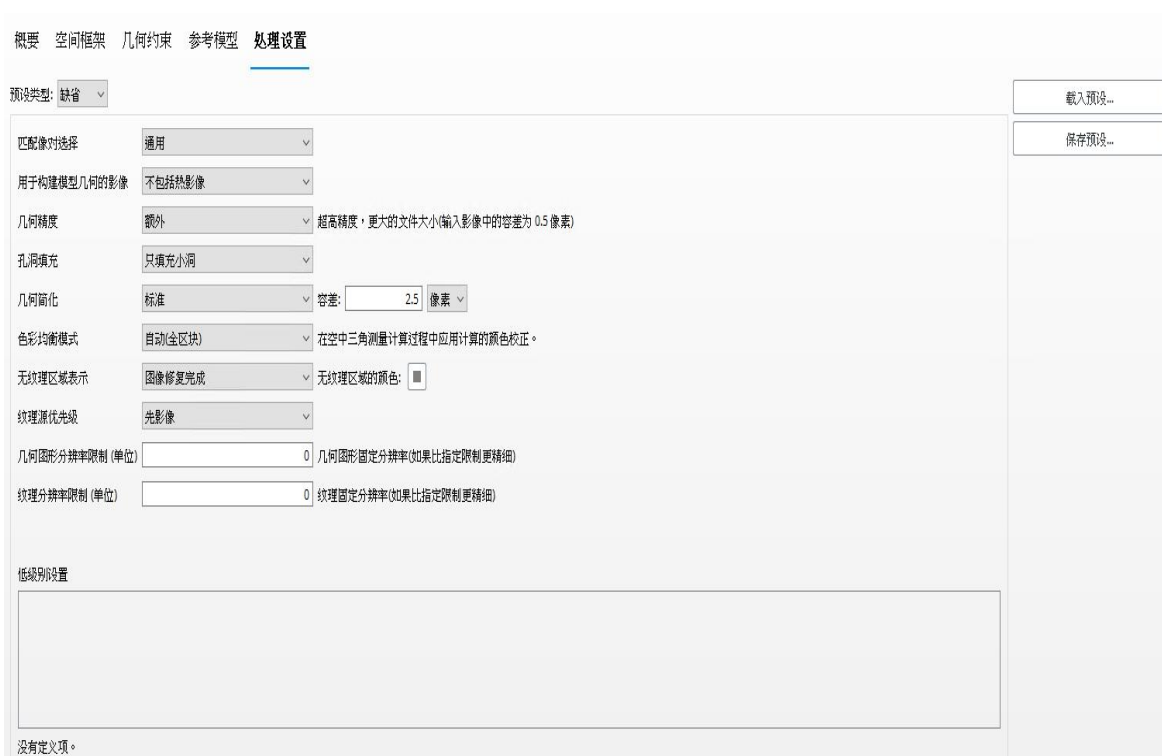 概要 空间框架 几何约束 参考模型 处理设置
预设类型: 缺省
载入预设...
保存预设...
匹配像对选择 通用
用于构建模型几何的影像 不包括热影像
几何精度 额外 超高精度，更大的文件大小(输入影像中的容差为 0.5 像素)
孔洞填充 只填充小洞
几何简化 标准 容差: 2.5 像素
色彩均衡模式 自动(全区块) 在空中三角测量计算过程中应用计算的颜色校正。
无纹理区域表示 图像修复完成 无纹理区域的颜色:
纹理源优先级 先影像
几何图形分辨率限制 (单位) 0 几何图形固定分辨率(如果比指定限制更精细)
纹理分辨率限制 (单位) 0 纹理固定分辨率(如果比指定限制更精细)
低级别设置
没有定义项。